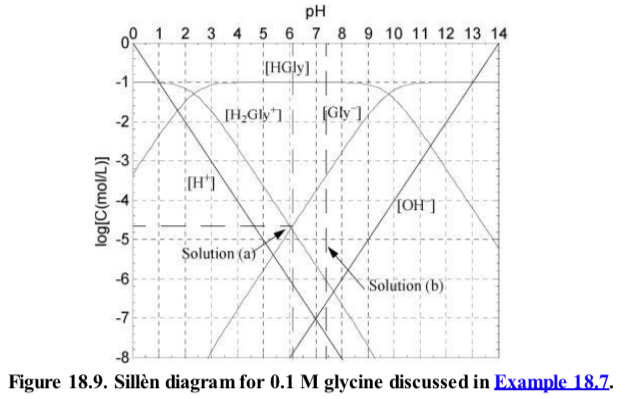 pH
0 1 2 3 4 5 6 7 8 9 10 11 12 13 14
0
[HGly]
-1
[H₂Gly⁺]
[Gly⁻]
-2
-3
[H⁺]
-4
[OH⁻]
log[C(mol/L)]
-5
Solution (a)
-6
Solution (b)
-7
-8
Figure 18.9. Sillèn diagram for 0.1 M glycine discussed in Example 18.7.